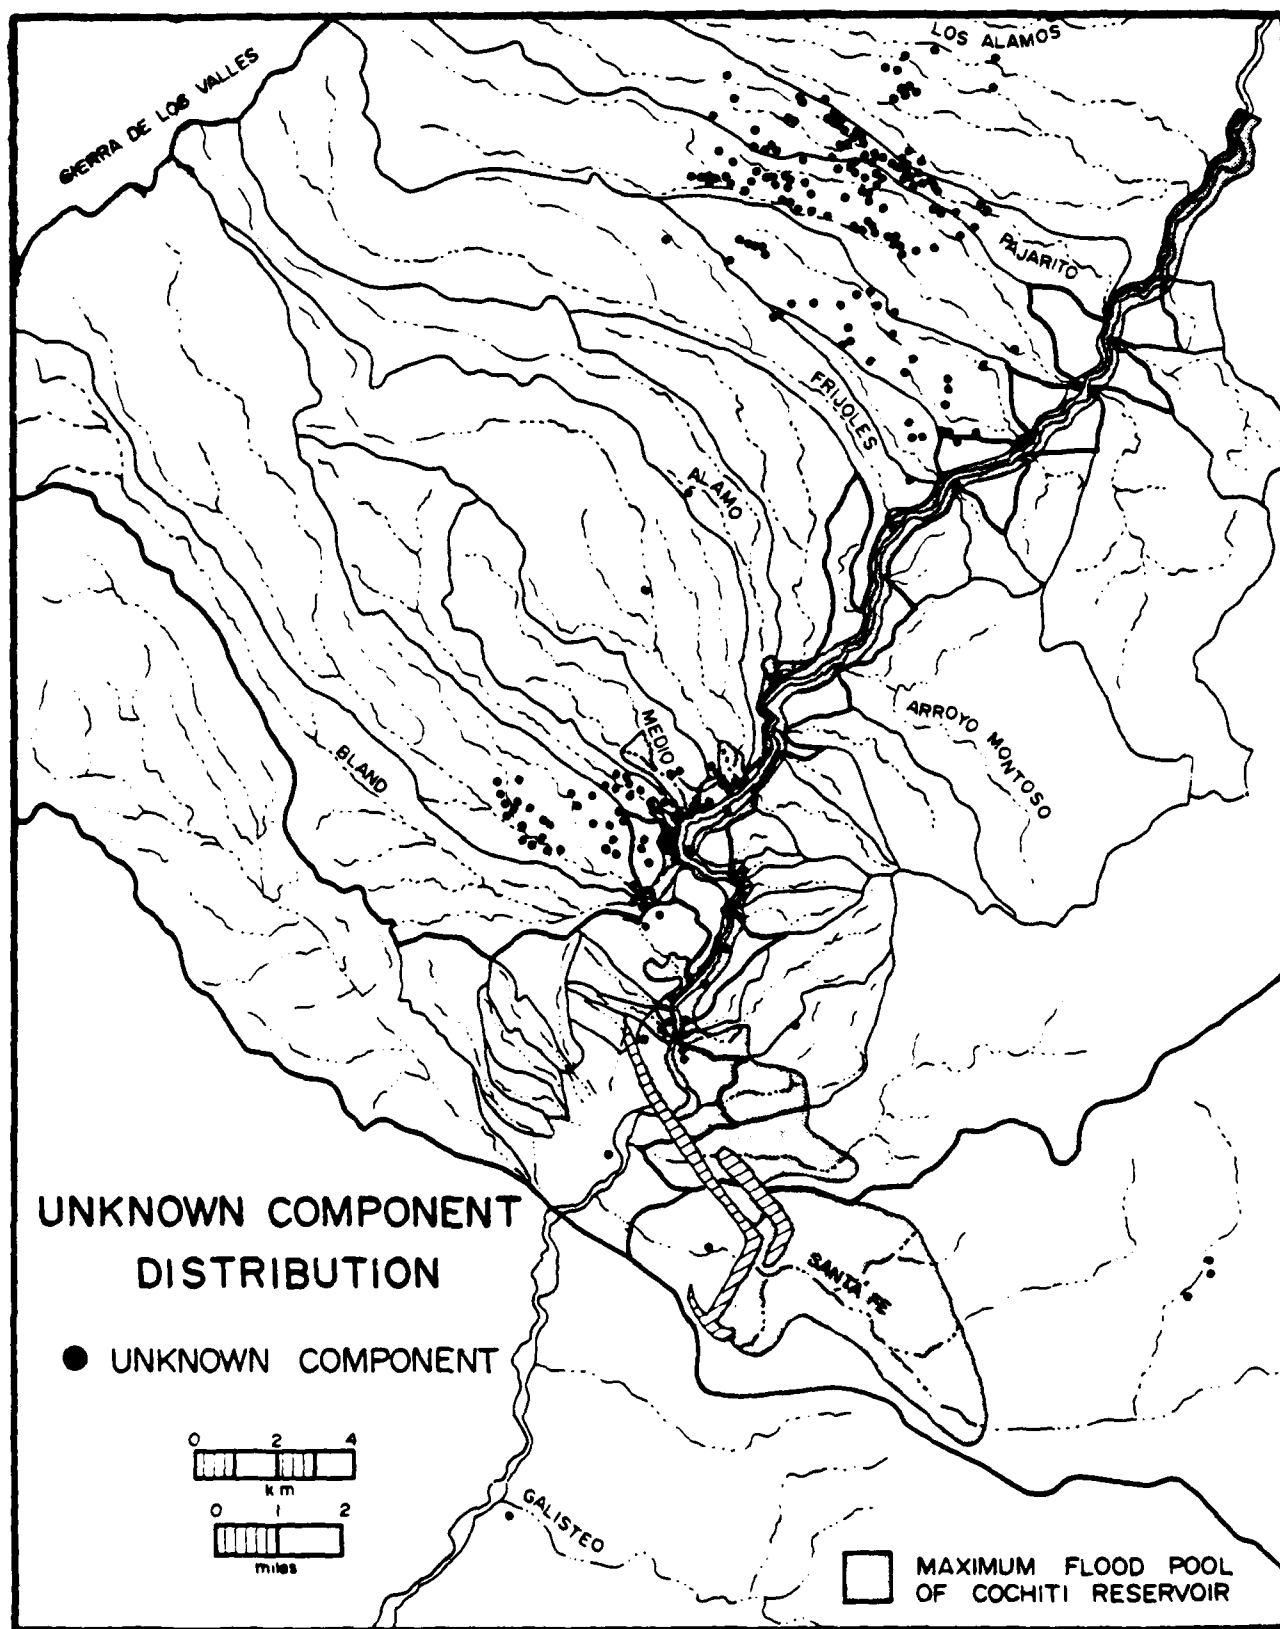 LOS ALAMOS
SIERRA DE LOS VALLES
PAJARITO
FRIJOLES
ALAMO
ARROYO MONTOSO
MEDIO
BLAND
UNKNOWN COMPONENT
DISTRIBUTION
SANTA FE
UNKNOWN COMPONENT
0 2 4
km
0 1 2
miles
GALISTEO
MAXIMUM FLOOD POOL
OF COCHITI RESERVOIR